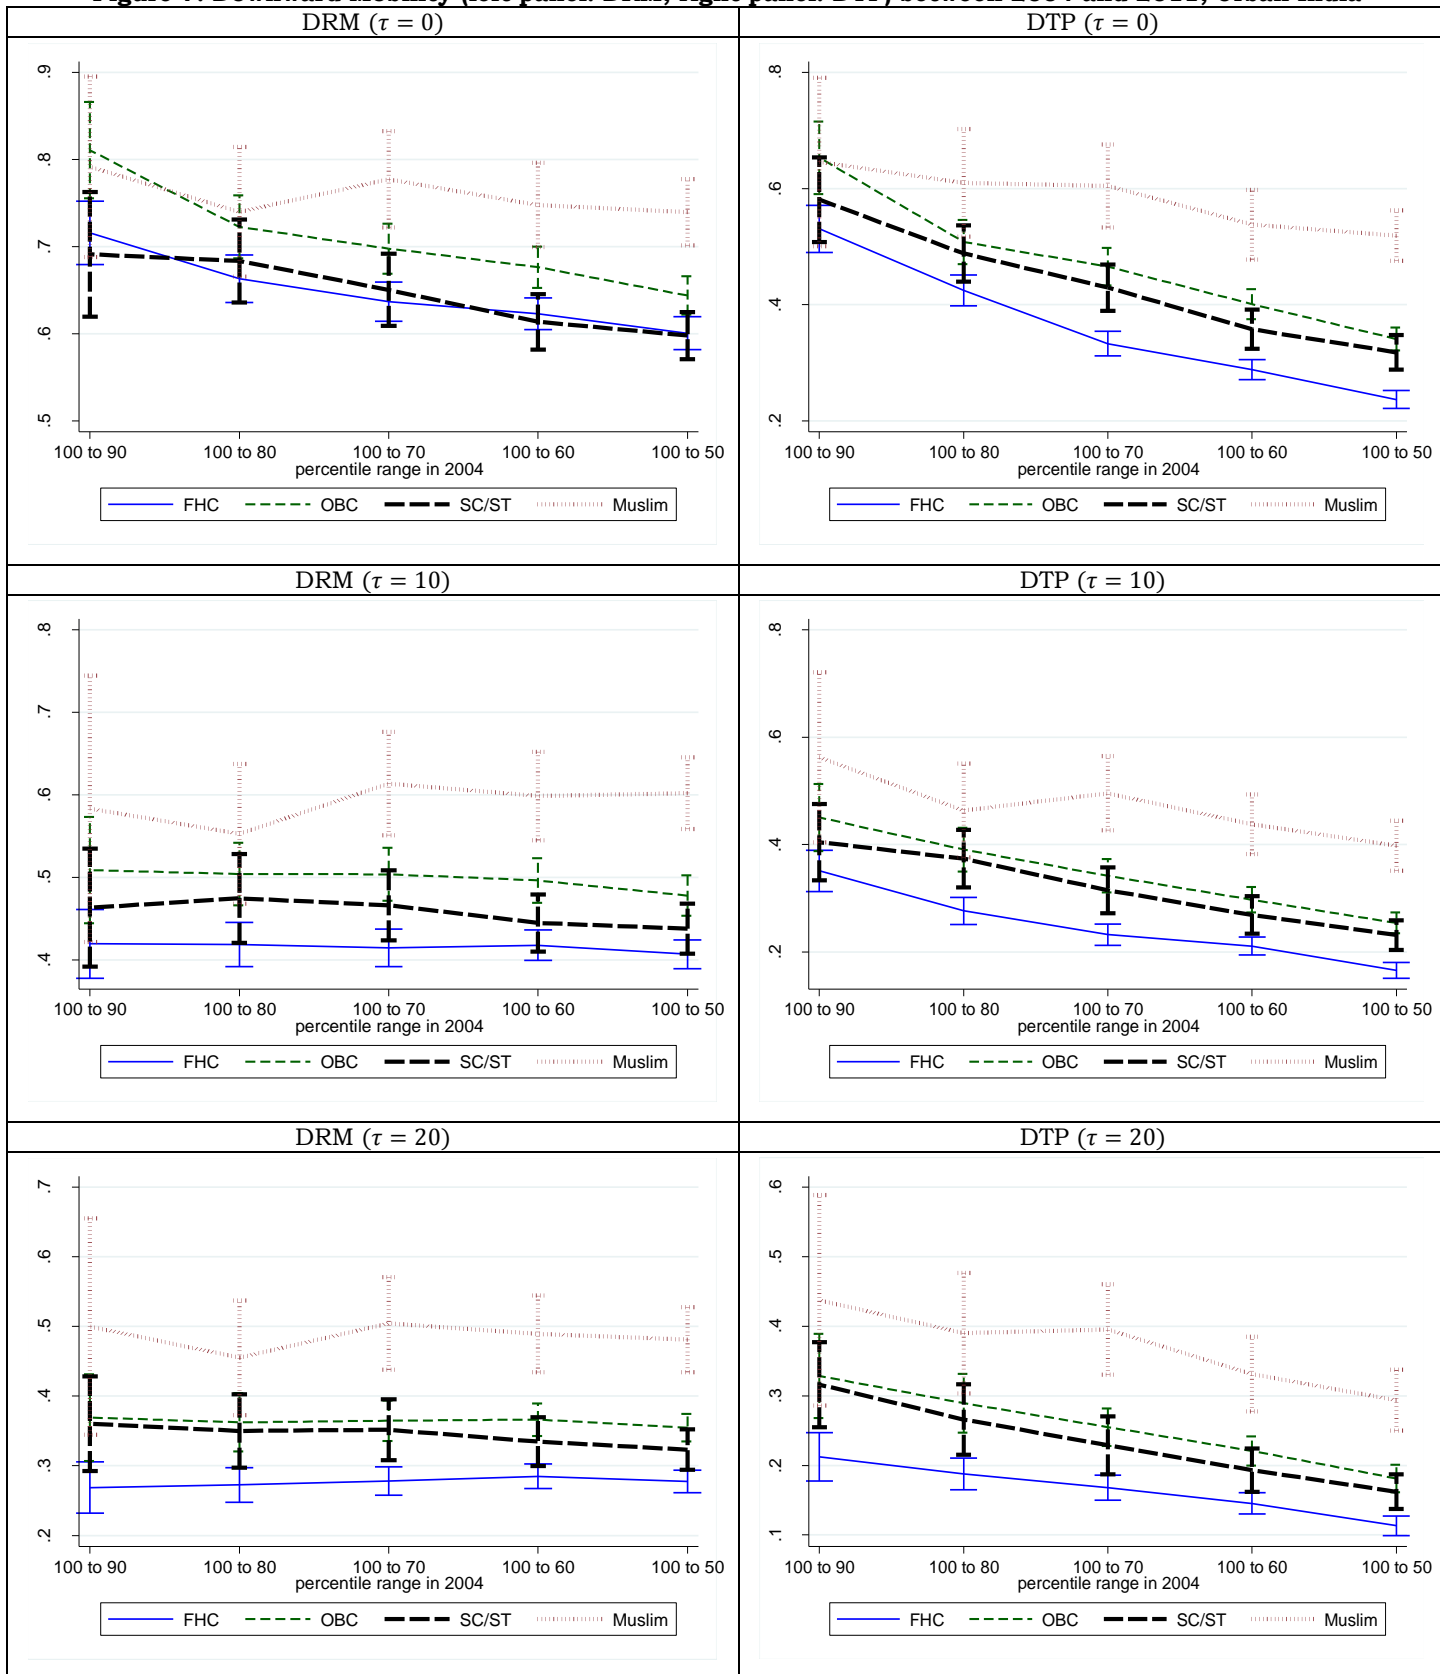 DRM (τ = 0)
DTP (τ = 0)
.9
.8
.7
.6
.5
100 to 90
100 to 80
100 to 70
100 to 60
100 to 50
percentile range in 2004
FHC
OBC
SC/ST
Muslim
.8
.6
.4
.2
100 to 90
100 to 80
100 to 70
100 to 60
100 to 50
percentile range in 2004
FHC
OBC
SC/ST
Muslim
DRM (τ = 10)
DTP (τ = 10)
.8
.7
.6
.5
.4
100 to 90
100 to 80
100 to 70
100 to 60
100 to 50
percentile range in 2004
FHC
OBC
SC/ST
Muslim
.8
.6
.4
.2
100 to 90
100 to 80
100 to 70
100 to 60
100 to 50
percentile range in 2004
FHC
OBC
SC/ST
Muslim
DRM (τ = 20)
DTP (τ = 20)
.7
.6
.5
.4
.3
.2
100 to 90
100 to 80
100 to 70
100 to 60
100 to 50
percentile range in 2004
FHC
OBC
SC/ST
Muslim
.6
.5
.4
.3
.2
.1
100 to 90
100 to 80
100 to 70
100 to 60
100 to 50
percentile range in 2004
FHC
OBC
SC/ST
Muslim